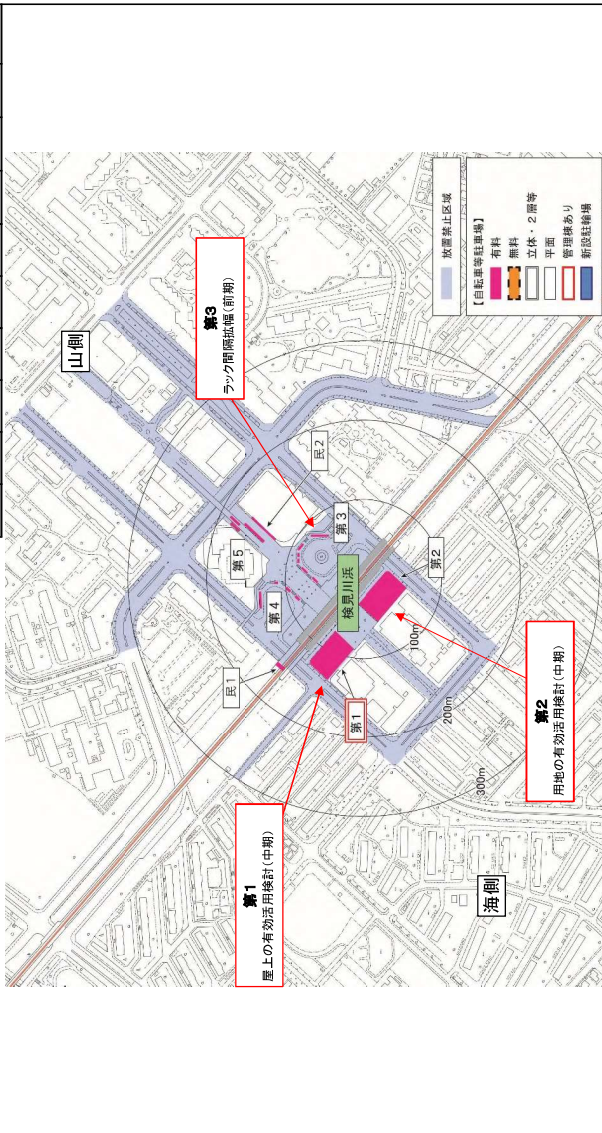 山側
第3
ラック間隔拡幅(前期)
放置禁止区域
【自転車等駐車場】
有料
無料
立体・2層等
平面
管理棟あり
新設駐輪場
民2
第5
第3
第4
検見川浜
第2
民1
第1
100m
200m
300m
第1
屋上の有効活用検討(中期)
第2
用地の有効活用検討(中期)
海側